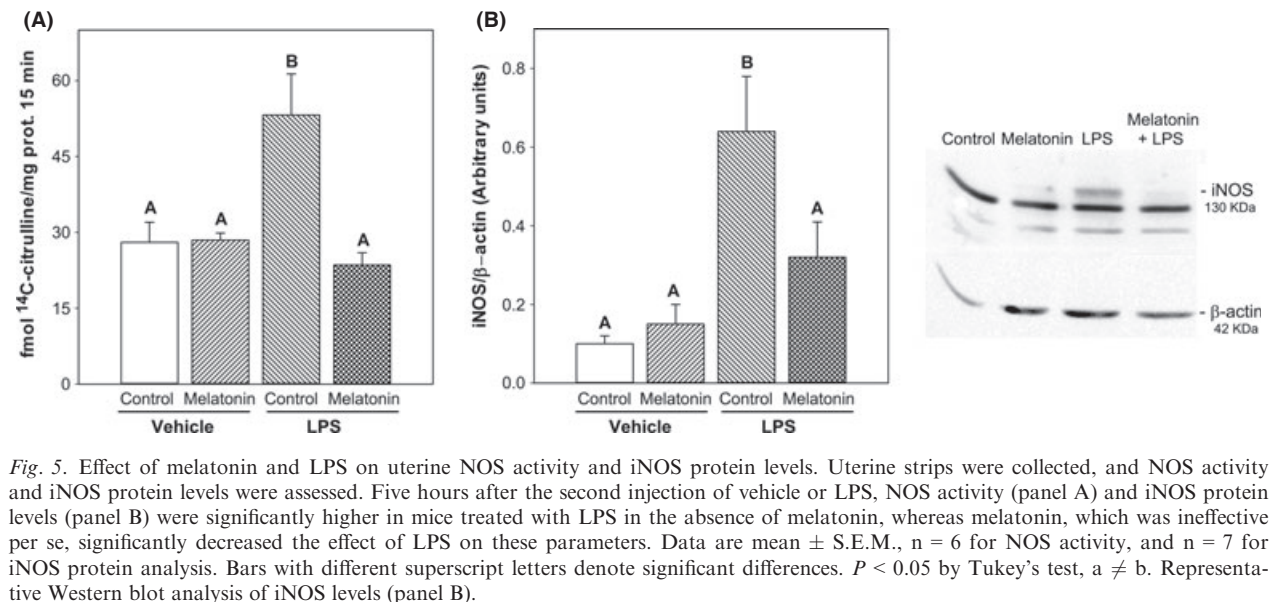 (A)
fmol ¹⁴C-citrulline/mg prot. 15 min
60
45
30
15
0
A
A
B
A
Control Melatonin Control Melatonin
Vehicle LPS
(B)
iNOS/β−actin (Arbitrary units)
0.8
0.6
0.4
0.2
0.0
A
A
B
A
Control Melatonin Control Melatonin
Vehicle LPS
Control Melatonin LPS Melatonin + LPS
- iNOS
130 KDa
- β-actin
42 KDa
Fig. 5. Effect of melatonin and LPS on uterine NOS activity and iNOS protein levels. Uterine strips were collected, and NOS activity
and iNOS protein levels were assessed. Five hours after the second injection of vehicle or LPS, NOS activity (panel A) and iNOS protein
levels (panel B) were significantly higher in mice treated with LPS in the absence of melatonin, whereas melatonin, which was ineffective
per se, significantly decreased the effect of LPS on these parameters. Data are mean ± S.E.M., n = 6 for NOS activity, and n = 7 for
iNOS protein analysis. Bars with different superscript letters denote significant differences. P < 0.05 by Tukey's test, a ≠ b. Representa-
tive Western blot analysis of iNOS levels (panel B).